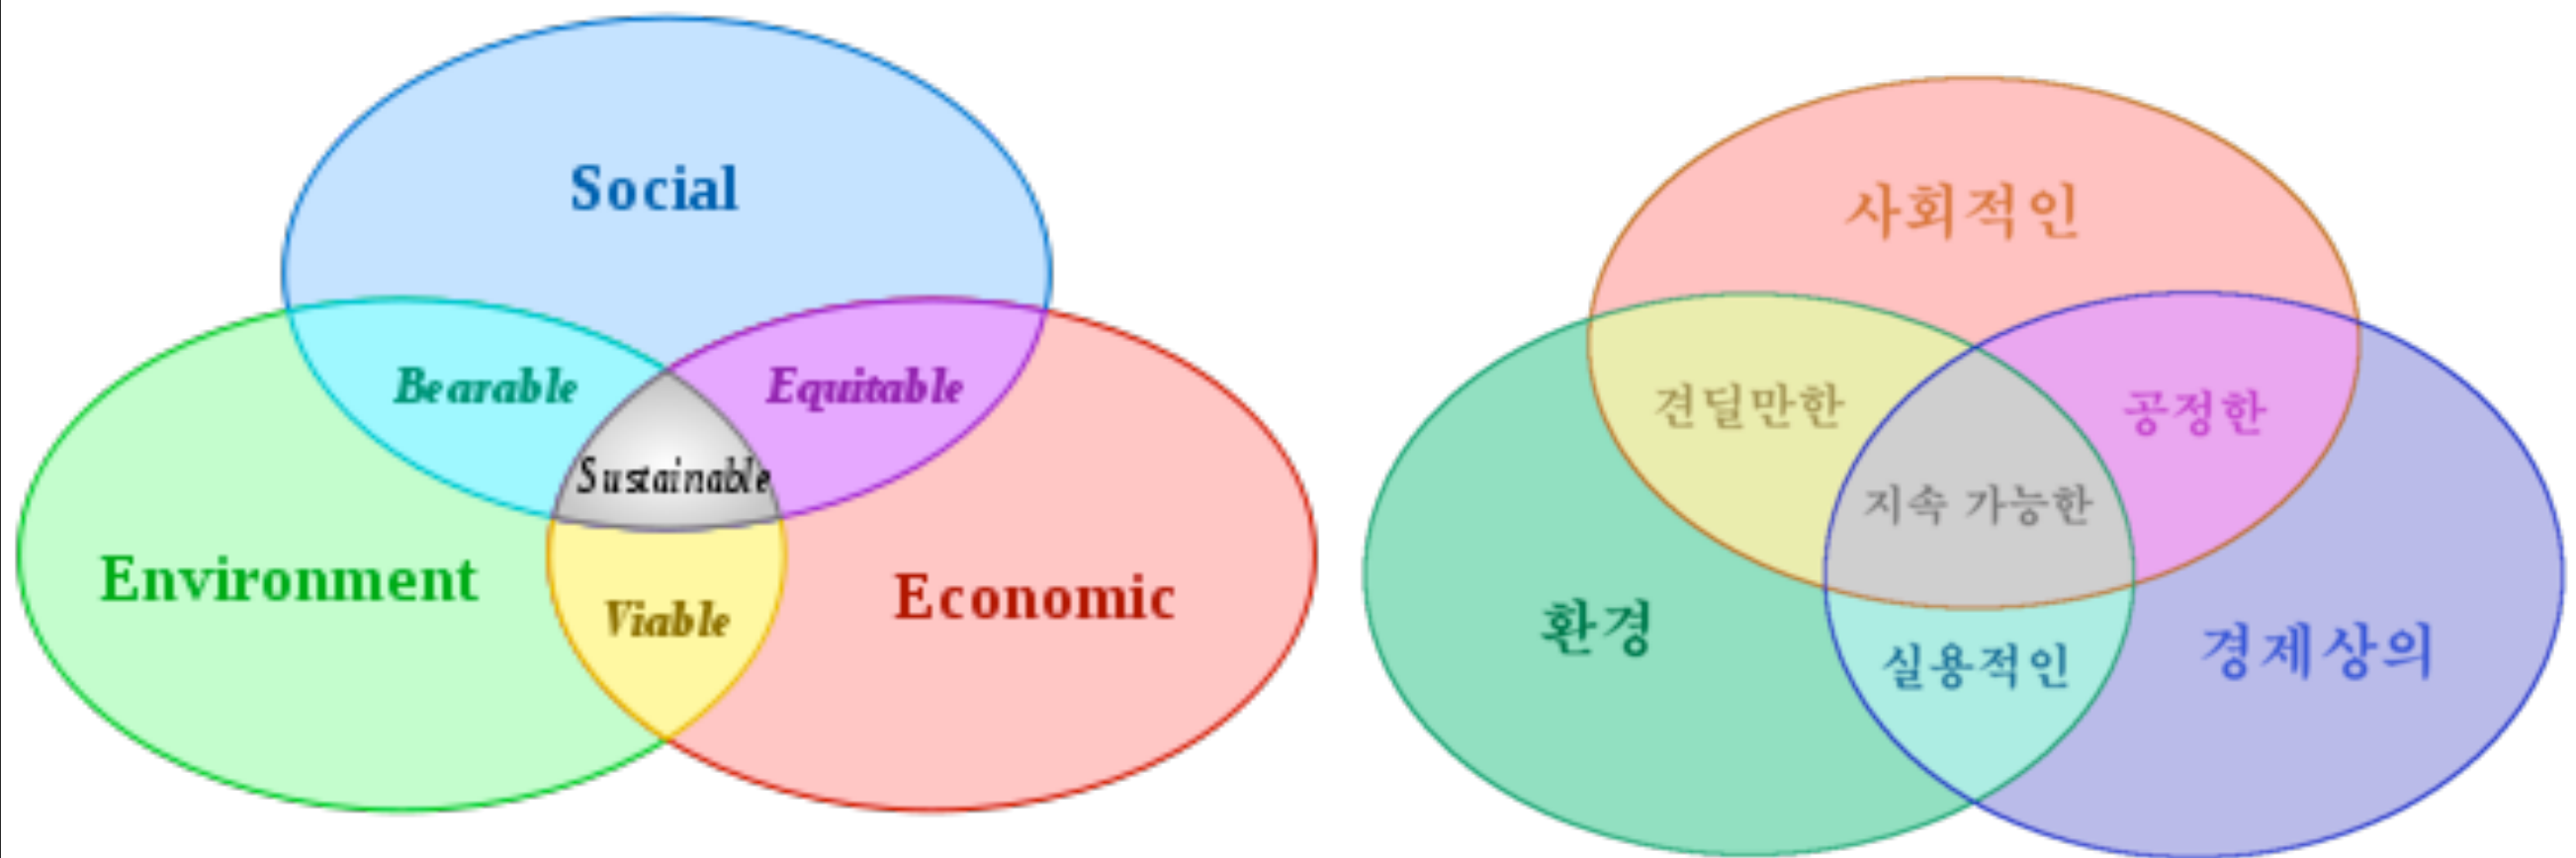 Social
Bearable
Equitable
Sustainable
Environment
Economic
Viable
사회적인
견딜만한
공정한
지속 가능한
환경
실용적인
경제상의